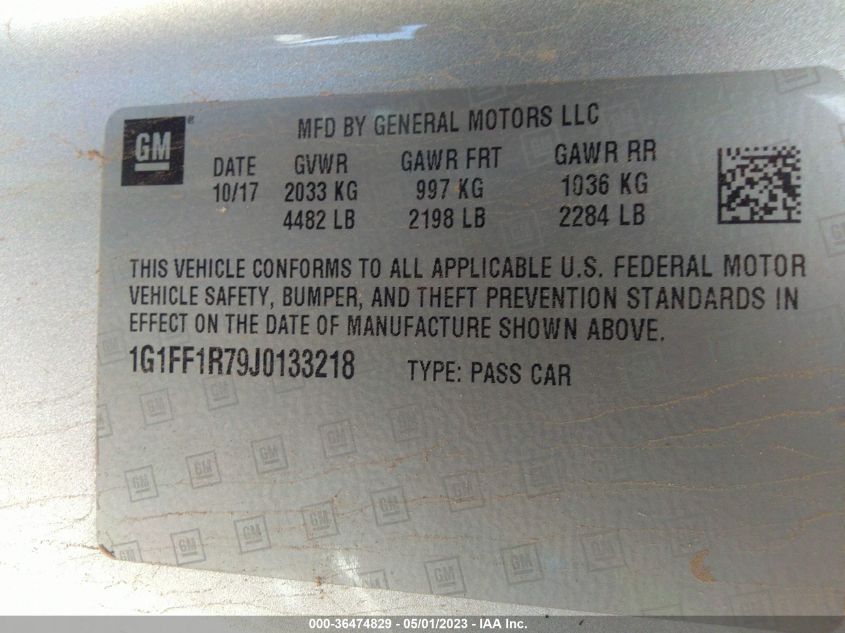 GM ® MFD BY GENERAL MOTORS LLC
DATE GVWR GAWR FRT GAWR RR
10/17 2033 KG 997 KG 1036 KG
4482 LB 2198 LB 2284 LB
THIS VEHICLE CONFORMS TO ALL APPLICABLE U.S. FEDERAL MOTOR
VEHICLE SAFETY, BUMPER, AND THEFT PREVENTION STANDARDS IN
EFFECT ON THE DATE OF MANUFACTURE SHOWN ABOVE.
1G1FF1R79J0133218 TYPE: PASS CAR
000-36474829 - 05/01/2023 - IAA Inc.